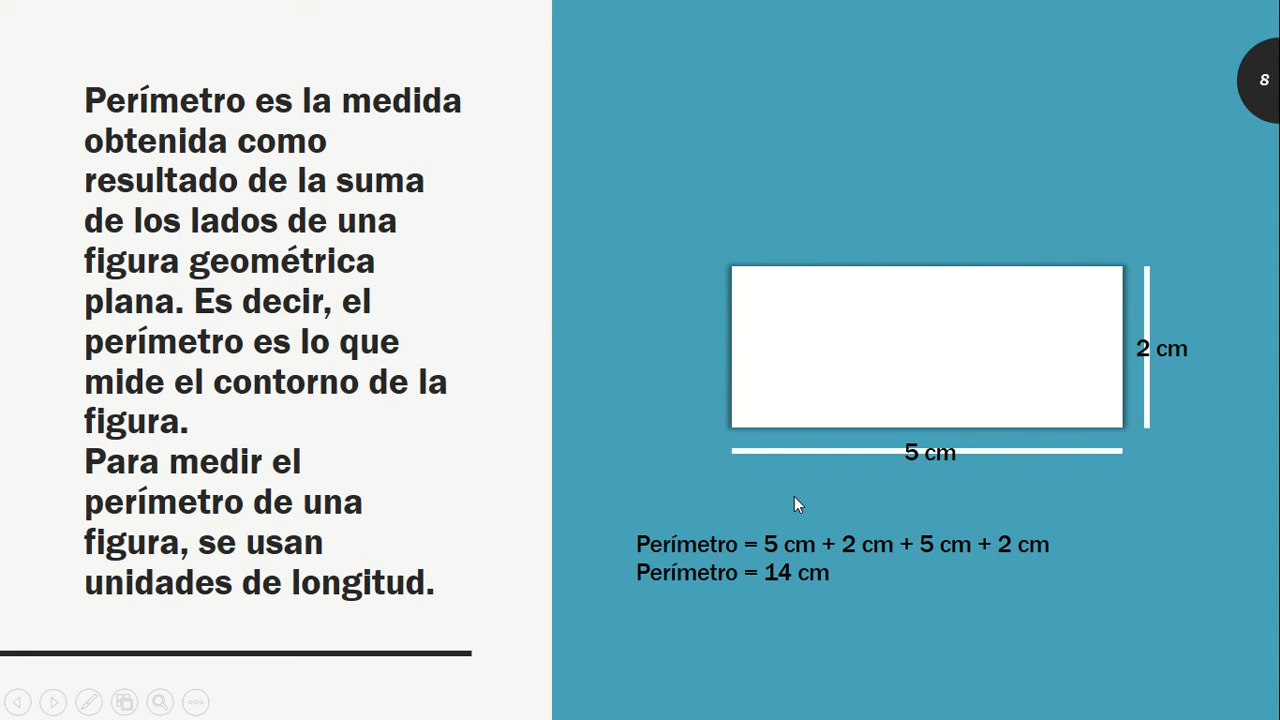 Perímetro es la medida
obtenida como
resultado de la suma
de los lados de una
figura geométrica
plana. Es decir, el
perímetro es lo que
mide el contorno de la
figura.
Para medir el
perímetro de una
figura, se usan
unidades de longitud.
8
2 cm
5 cm
Perímetro = 5 cm + 2 cm + 5 cm + 2 cm
Perímetro = 14 cm